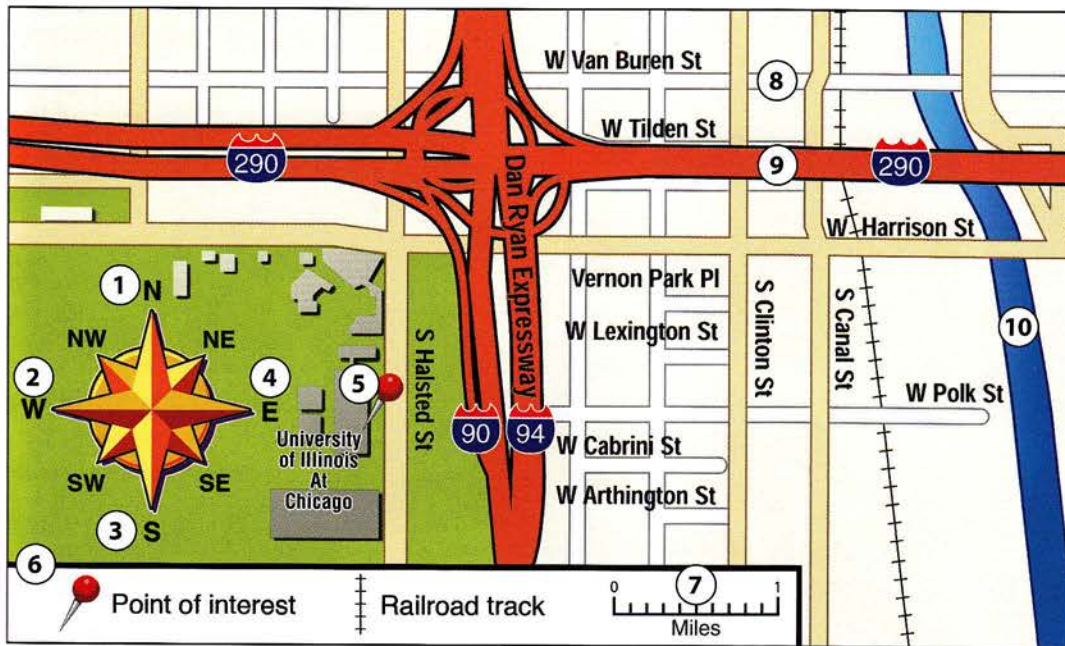 W Van Buren St
8
W Tilden St
290
Dan Ryan Expressway
9
290
W Harrison St
1
N
NW
NE
2
W
4
E
5
University
of Illinois
At
Chicago
SW
SE
3
S
S Halsted St
90
94
Vernon Park Pl
W Lexington St
S Clinton St
S Canal St
10
W Polk St
W Cabrini St
W Arthington St
6
Point of interest
Railroad track
0
7
1
Miles